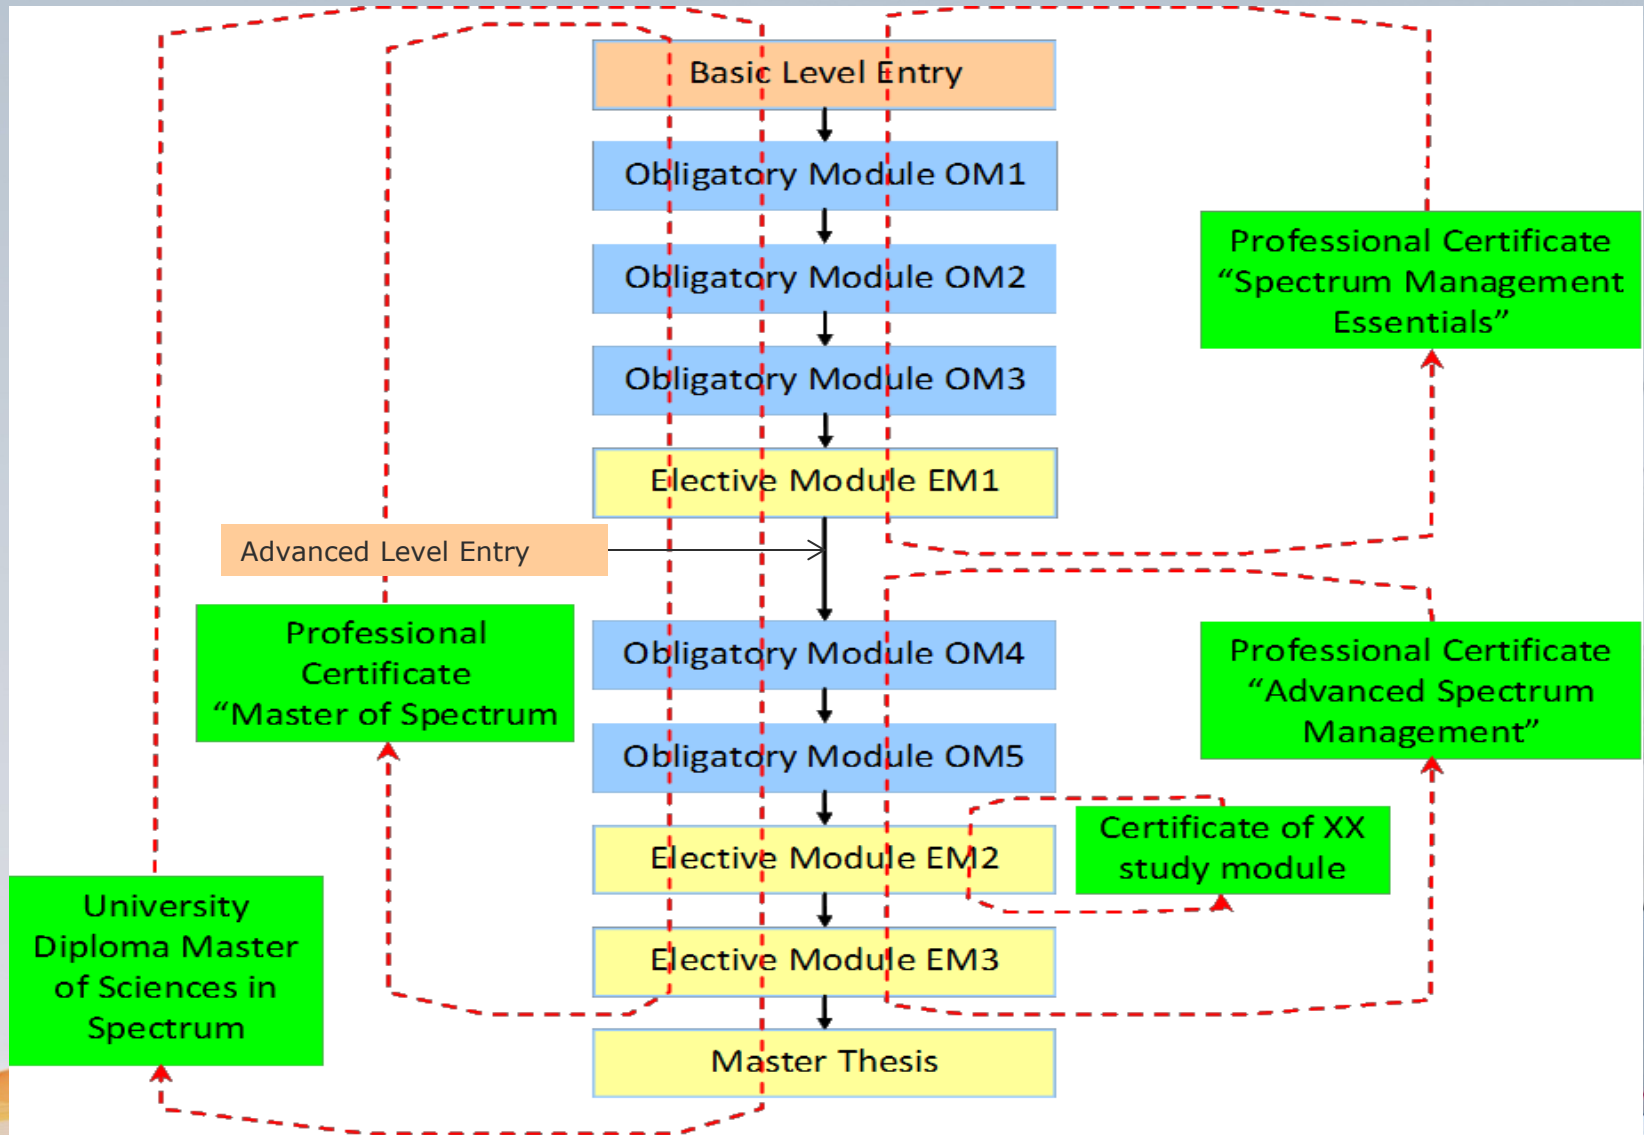 Basic Level Entry
Obligatory Module OM1
Obligatory Module OM2
Obligatory Module OM3
Elective Module EM1
Advanced Level Entry
Obligatory Module OM4
Obligatory Module OM5
Elective Module EM2
Elective Module EM3
Master Thesis
Professional Certificate
“Spectrum Management
Essentials”
Professional
Certificate
“Master of Spectrum
Professional Certificate
“Advanced Spectrum
Management”
Certificate of XX
study module
University
Diploma Master
of Sciences in
Spectrum